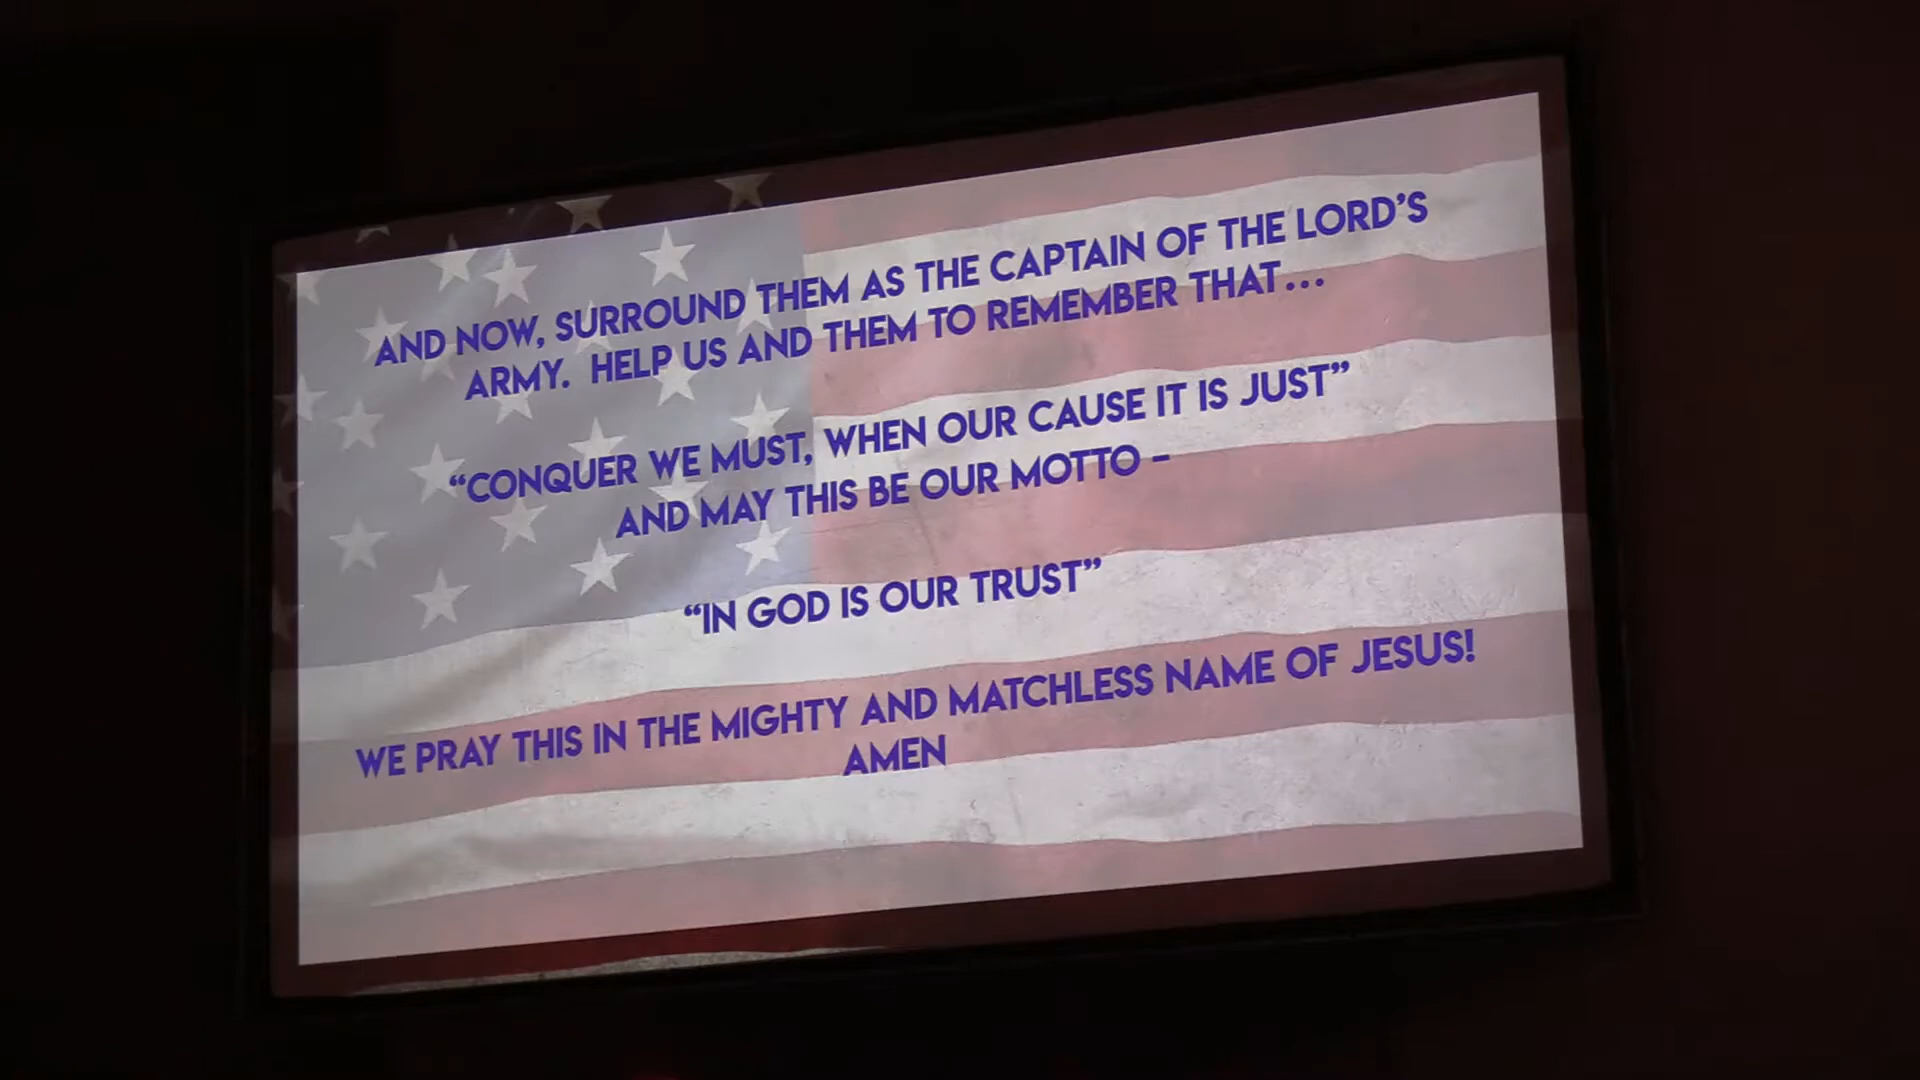 AND NOW, SURROUND THEM AS THE CAPTAIN OF THE LORD'S
ARMY. HELP US AND THEM TO REMEMBER THAT...
“CONQUER WE MUST, WHEN OUR CAUSE IT IS JUST”
AND MAY THIS BE OUR MOTTO –
“IN GOD IS OUR TRUST”
WE PRAY THIS IN THE MIGHTY AND MATCHLESS NAME OF JESUS!
AMEN